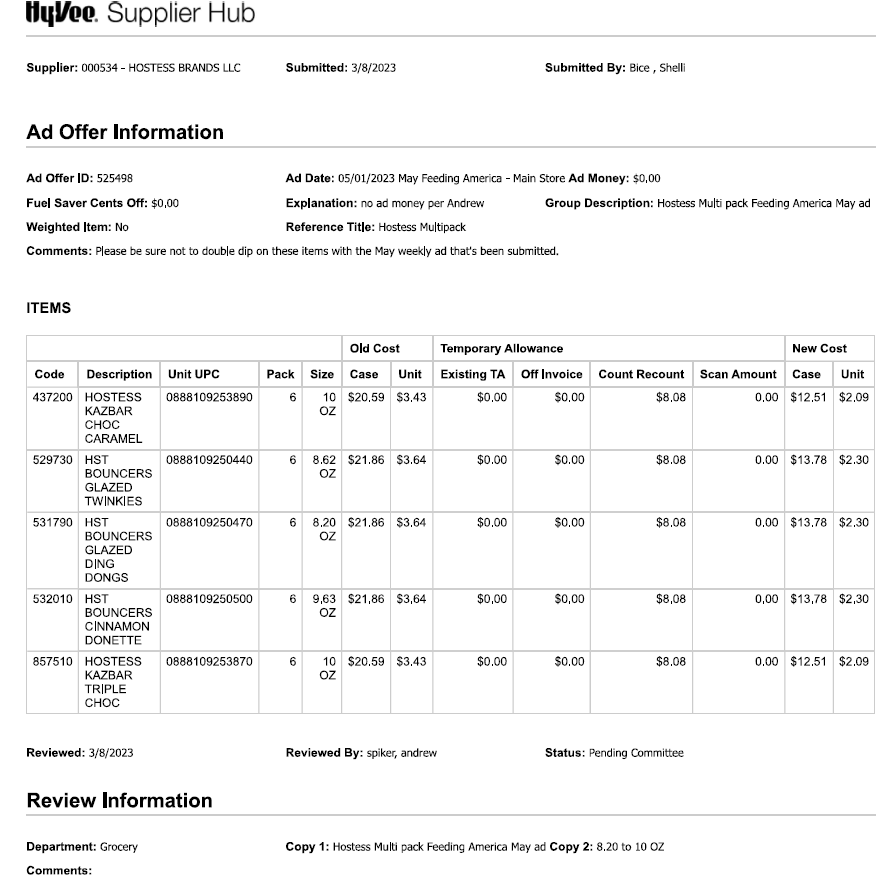 HyVee. Supplier Hub
Supplier: 000534 - HOSTESS BRANDS LLC Submitted: 3/8/2023 Submitted By: Bice , Shelli
Ad Offer Information
Ad Offer ID: 525498 Ad Date: 05/01/2023 May Feeding America - Main Store Ad Money: $0.00
Fuel Saver Cents Off: $0.00 Explanation: no ad money per Andrew Group Description: Hostess Multi pack Feeding America May ad
Weighted Item: No Reference Title: Hostess Multipack
Comments: Please be sure not to double dip on these items with the May weekly ad that's been submitted.
ITEMS
Old Cost Temporary Allowance New Cost
Code Description Unit UPC Pack Size Case Unit Existing TA Off Invoice Count Recount Scan Amount Case Unit
437200 HOSTESS 0888109253890 6 10 $20.59 $3.43 $0.00 $0.00 $8.08 0.00 $12.51 $2.09
KAZBAR OZ
CHOC
CARAMEL
529730 HST 0888109250440 6 8.62 $21.86 $3.64 $0.00 $0.00 $8.08 0.00 $13.78 $2.30
BOUNCERS OZ
GLAZED
TWINKIES
531790 HST 0888109250470 6 8.20 $21.86 $3.64 $0.00 $0.00 $8.08 0.00 $13.78 $2.30
BOUNCERS OZ
GLAZED
DING
DONGS
532010 HST 0888109250500 6 9.63 $21.86 $3.64 $0.00 $0.00 $8.08 0.00 $13.78 $2.30
BOUNCERS OZ
CINNAMON
DONETTE
857510 HOSTESS 0888109253870 6 10 $20.59 $3.43 $0.00 $0.00 $8.08 0.00 $12.51 $2.09
KAZBAR OZ
TRIPLE
CHOC
Reviewed: 3/8/2023 Reviewed By: spiker, andrew Status: Pending Committee
Review Information
Department: Grocery Copy 1: Hostess Multi pack Feeding America May ad Copy 2: 8.20 to 10 OZ
Comments: